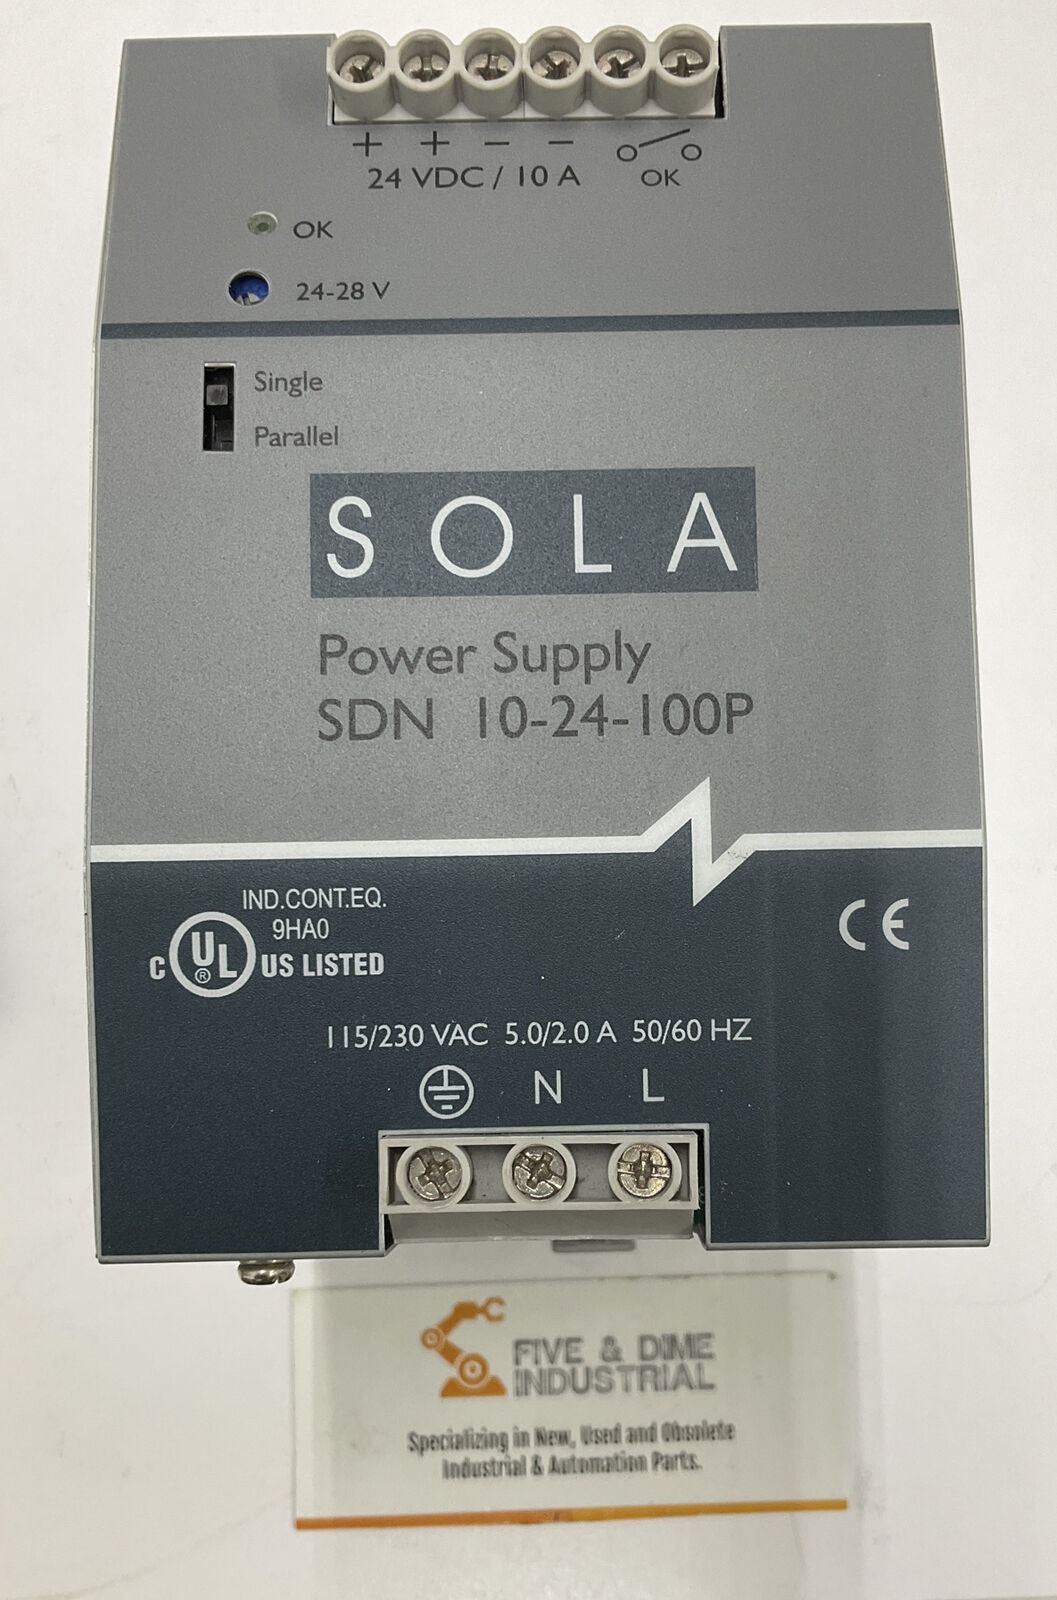 + + − −
24 VDC / 10 A OK
OK
24-28 V
Single
Parallel
SOLA
Power Supply
SDN 10-24-100P
IND.CONT.EQ.
9HA0
C UL ® US LISTED
CE
115/230 VAC 5.0/2.0 A 50/60 HZ
N L
FIVE & DIME
INDUSTRIAL
Specializing in New, Used and Obsolete
Industrial & Automation Parts.